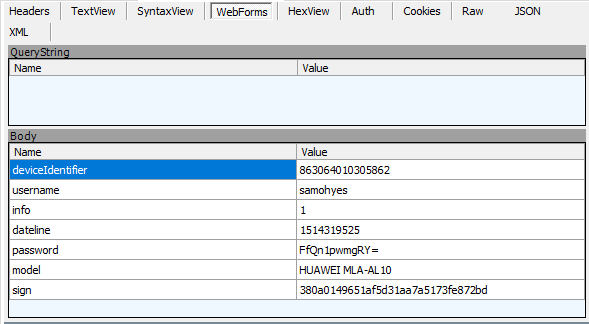 Headers TextView SyntaxView WebForms HexView Auth Cookies Raw JSON
XML
QueryString
Name Value
Body
Name Value
deviceIdentifier 863064010305862
username samohyes
info 1
dateline 1514319525
password FfQn1pwmgRY=
model HUAWEI MLA-AL10
sign 380a0149651af5d31aa7a5173fe872bd